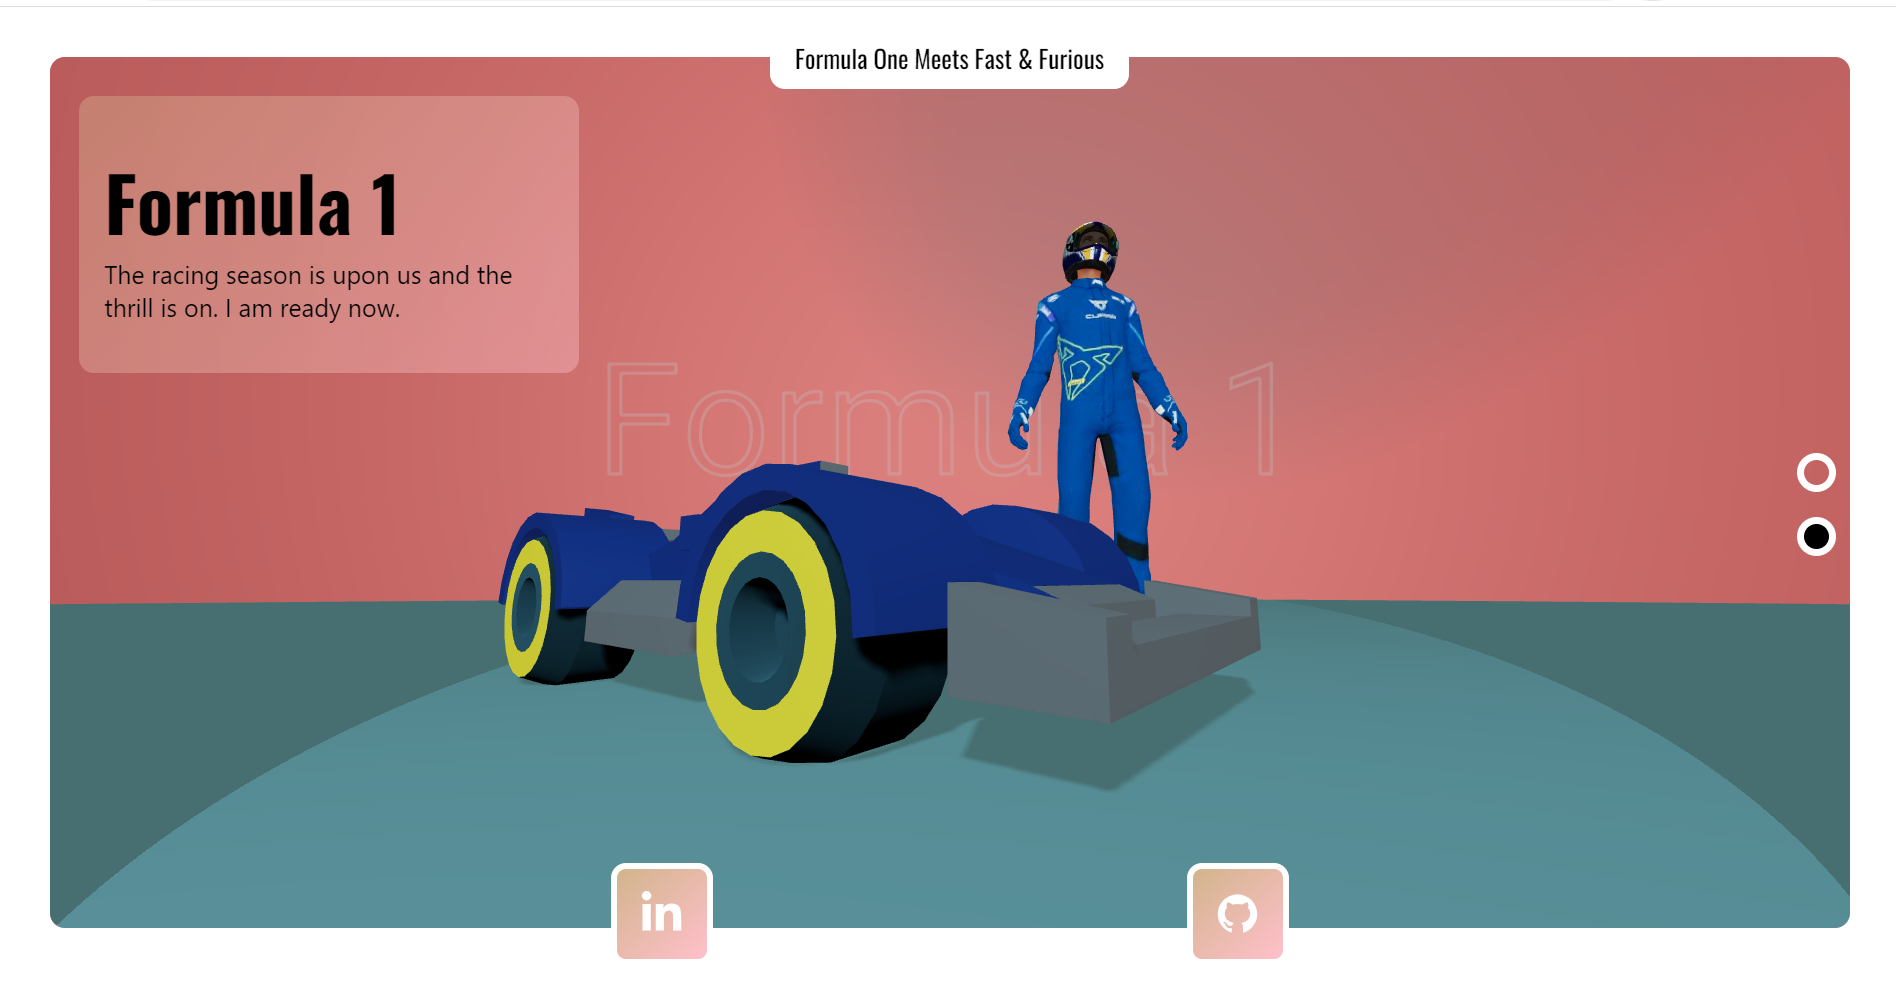 Formula One Meets Fast & Furious
Formula 1
The racing season is upon us and the
thrill is on. I am ready now.
Formula 1
CUPRA
in